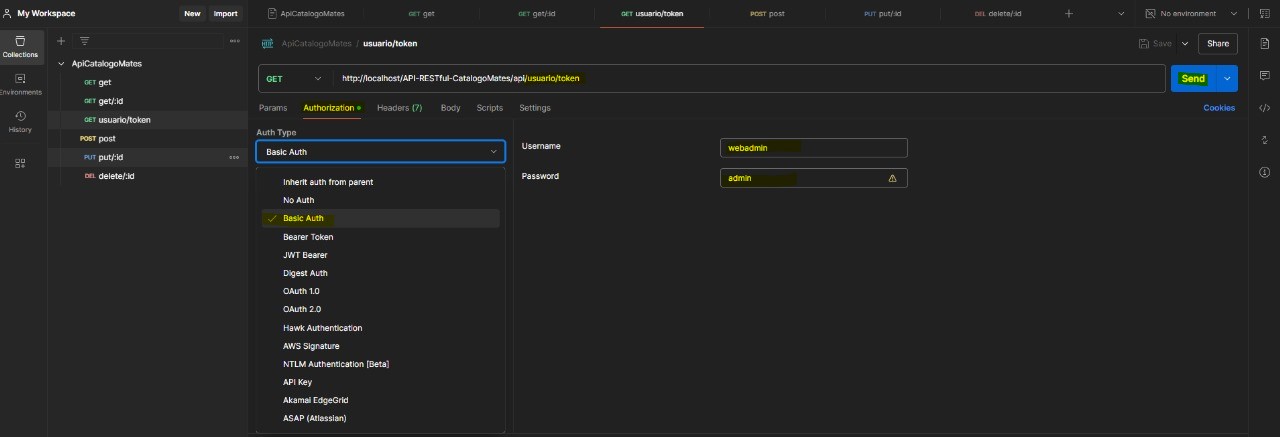 My Workspace New Import
ApiCatalogoMates GET get GET get/:id GET usuario/token POST post PUT put/:id DEL delete/:id No environment
Collections
Environments
History
ApiCatalogoMates
GET get
GET get/:id
GET usuario/token
POST post
PUT put/:id
DEL delete/:id
HTTP ApiCatalogoMates / usuario/token Save Share
GET http://localhost/API-RESTful-CatalogoMates/api/usuario/token Send
Params Authorization Headers (7) Body Scripts Settings Cookies
Auth Type
Basic Auth
Inherit auth from parent
No Auth
Basic Auth
Bearer Token
JWT Bearer
Digest Auth
OAuth 1.0
OAuth 2.0
Hawk Authentication
AWS Signature
NTLM Authentication [Beta]
API Key
Akamai EdgeGrid
ASAP (Atlassian)
Username webadmin
Password admin